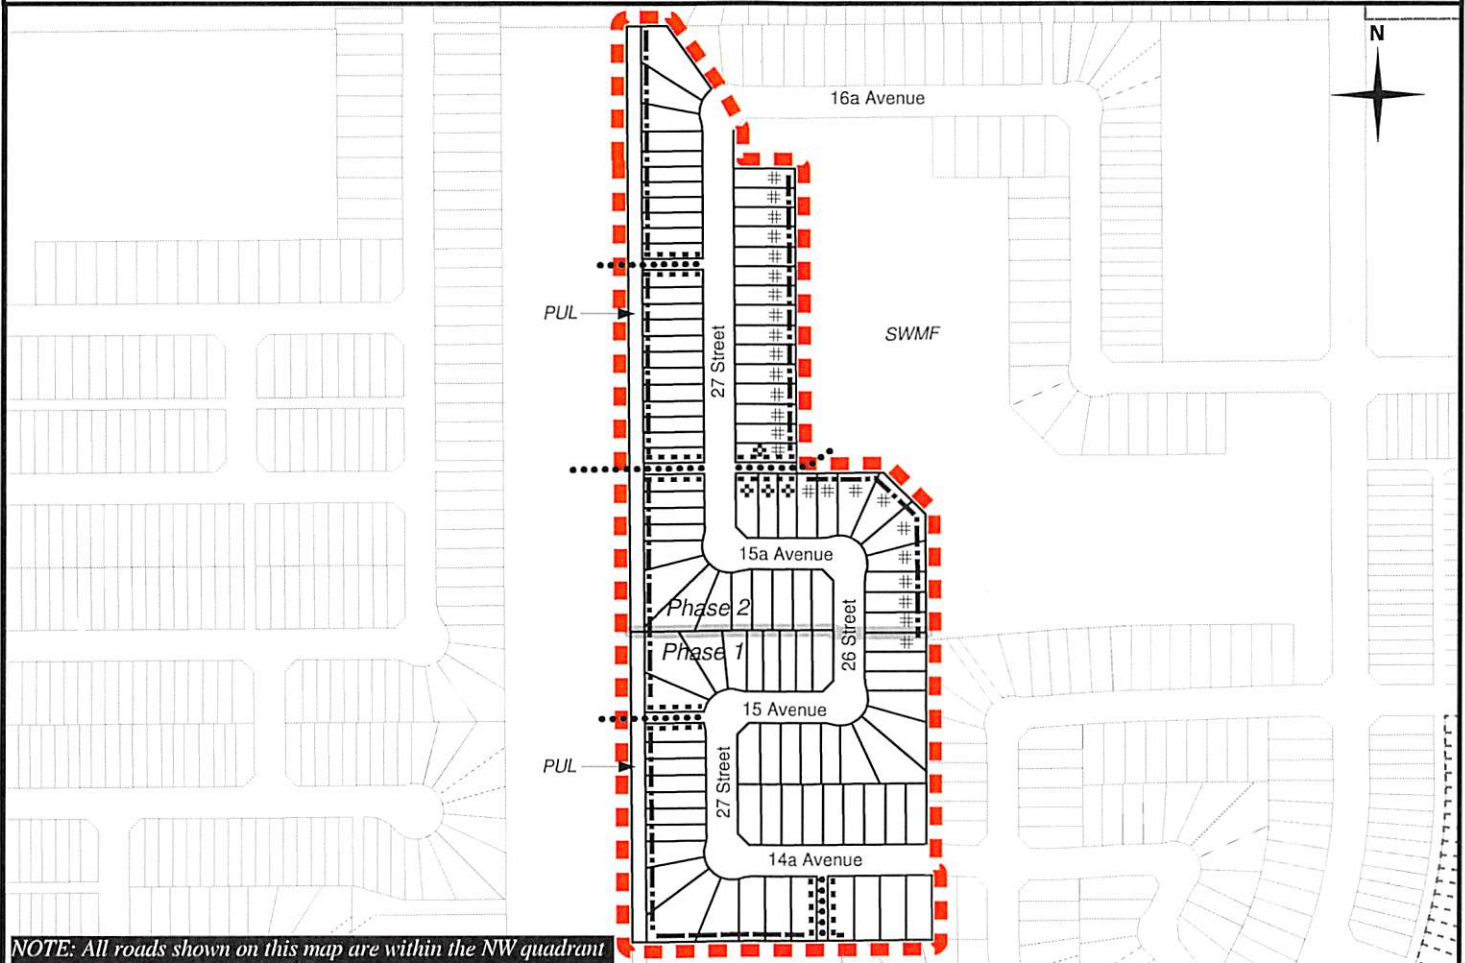 N
16a Avenue
PUL
27 Street
SWMF
15a Avenue
Phase 2
26 Street
Phase 1
15 Avenue
PUL
27 Street
14a Avenue
NOTE: All roads shown on this map are within the NW quadrant